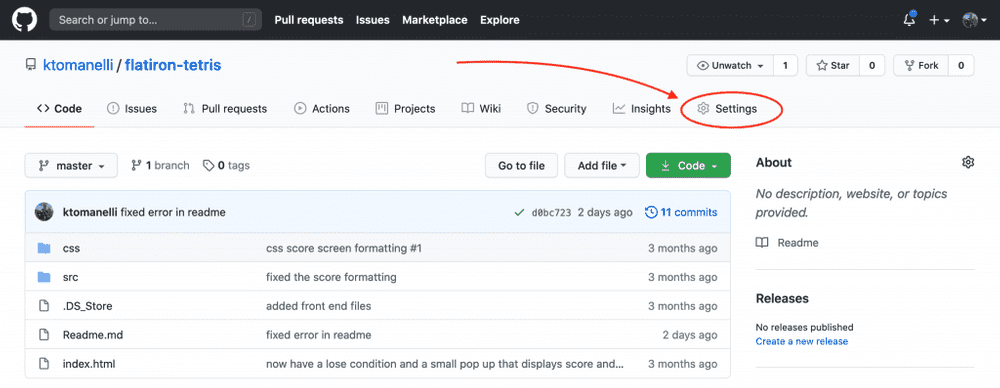 Search or jump to... / Pull requests Issues Marketplace Explore
ktomanelli / flatiron-tetris Unwatch 1 Star 0 Fork 0
Code Issues Pull requests Actions Projects Wiki Security Insights Settings
master 1 branch 0 tags Go to file Add file Code
About
No description, website, or topics
provided.
Readme
Releases
No releases published
Create a new release
ktomanelli fixed error in readme d0bc723 2 days ago 11 commits
css css score screen formatting #1 3 months ago
src fixed the score formatting 3 months ago
.DS_Store added front end files 3 months ago
Readme.md fixed error in readme 2 days ago
index.html now have a lose condition and a small pop up that displays score and... 3 months ago